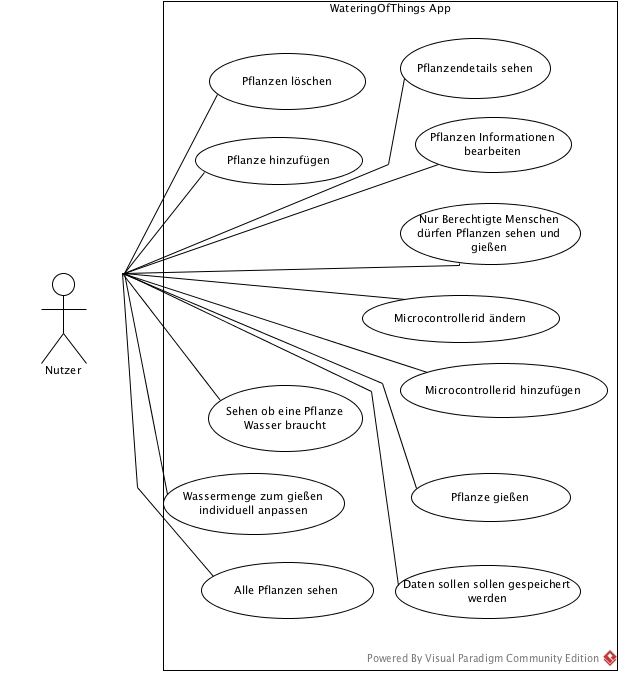 WateringOfThings App
Pflanzen löschen
Pflanzendetails sehen
Pflanze hinzufügen
Pflanzen Informationen
bearbeiten
Nur Berechtigte Menschen
dürfen Pflanzen sehen und
gießen
Nutzer
Microcontrollerid ändern
Microcontrollerid hinzufügen
Sehen ob eine Pflanze
Wasser braucht
Wassermenge zum gießen
individuell anpassen
Pflanze gießen
Alle Pflanzen sehen
Daten sollen sollen gespeichert
werden
Powered By Visual Paradigm Community Edition